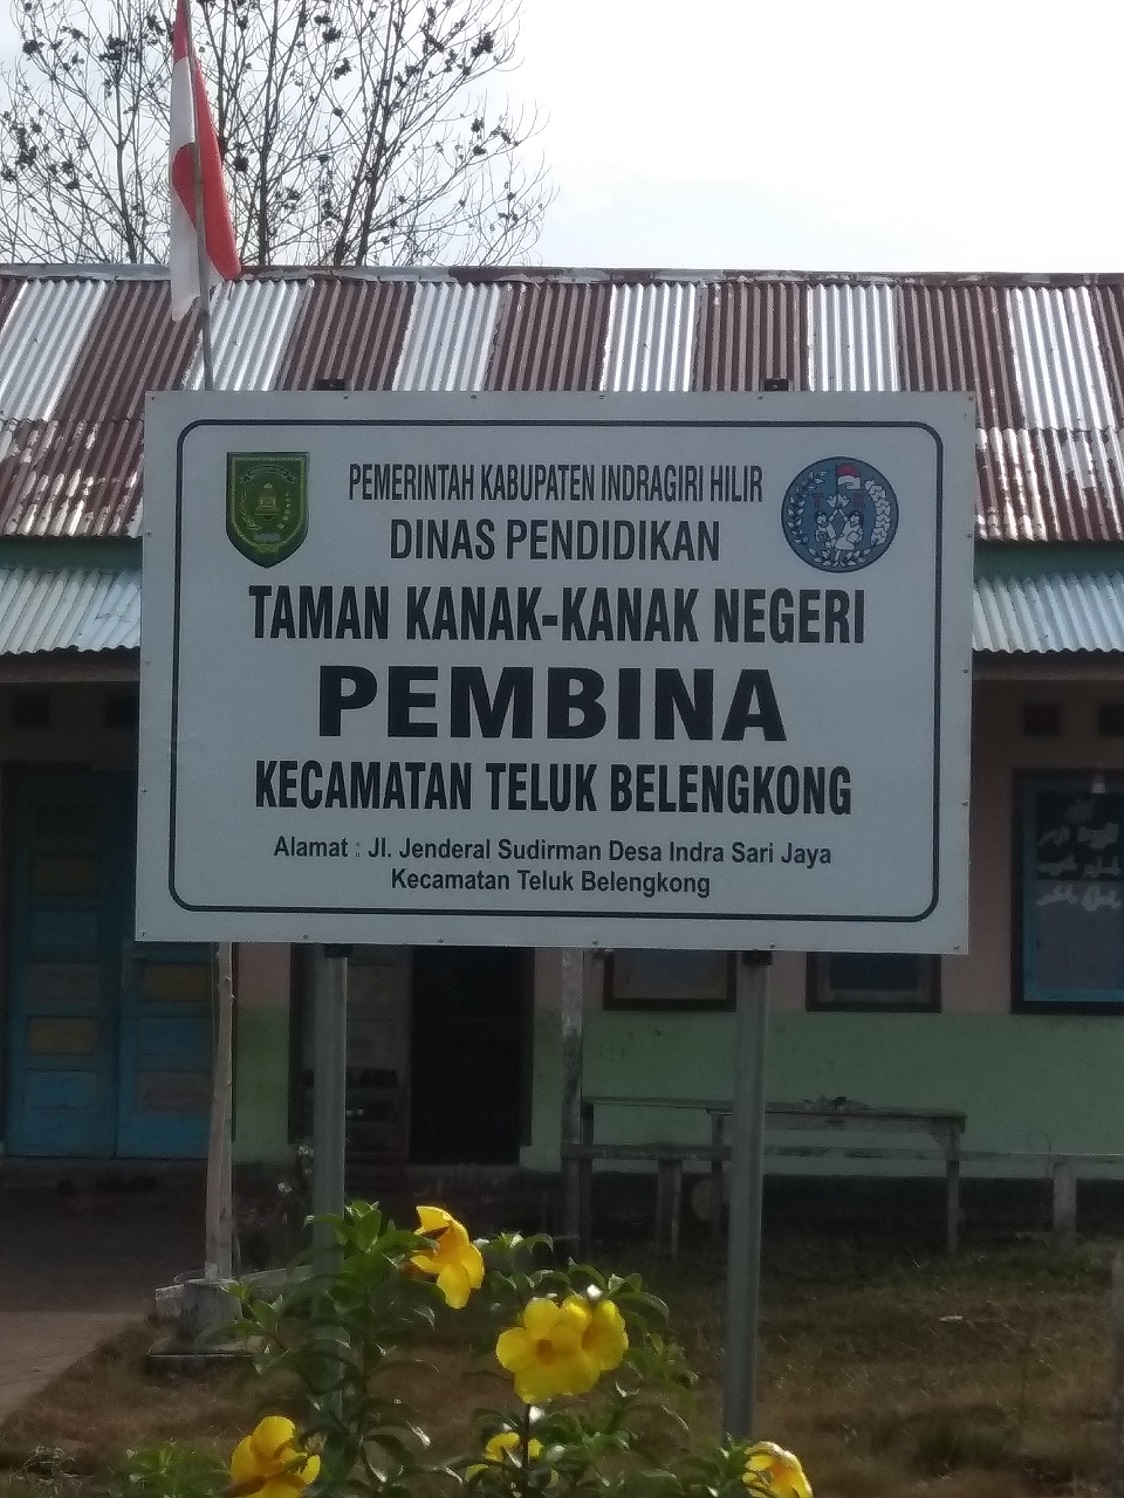 PEMERINTAH KABUPATEN INDRAGIRI HILIR
DINAS PENDIDIKAN
TAMAN KANAK-KANAK NEGERI
PEMBINA
KECAMATAN TELUK BELENGKONG
Alamat : Jl. Jenderal Sudirman Desa Indra Sari Jaya
Kecamatan Teluk Belengkong